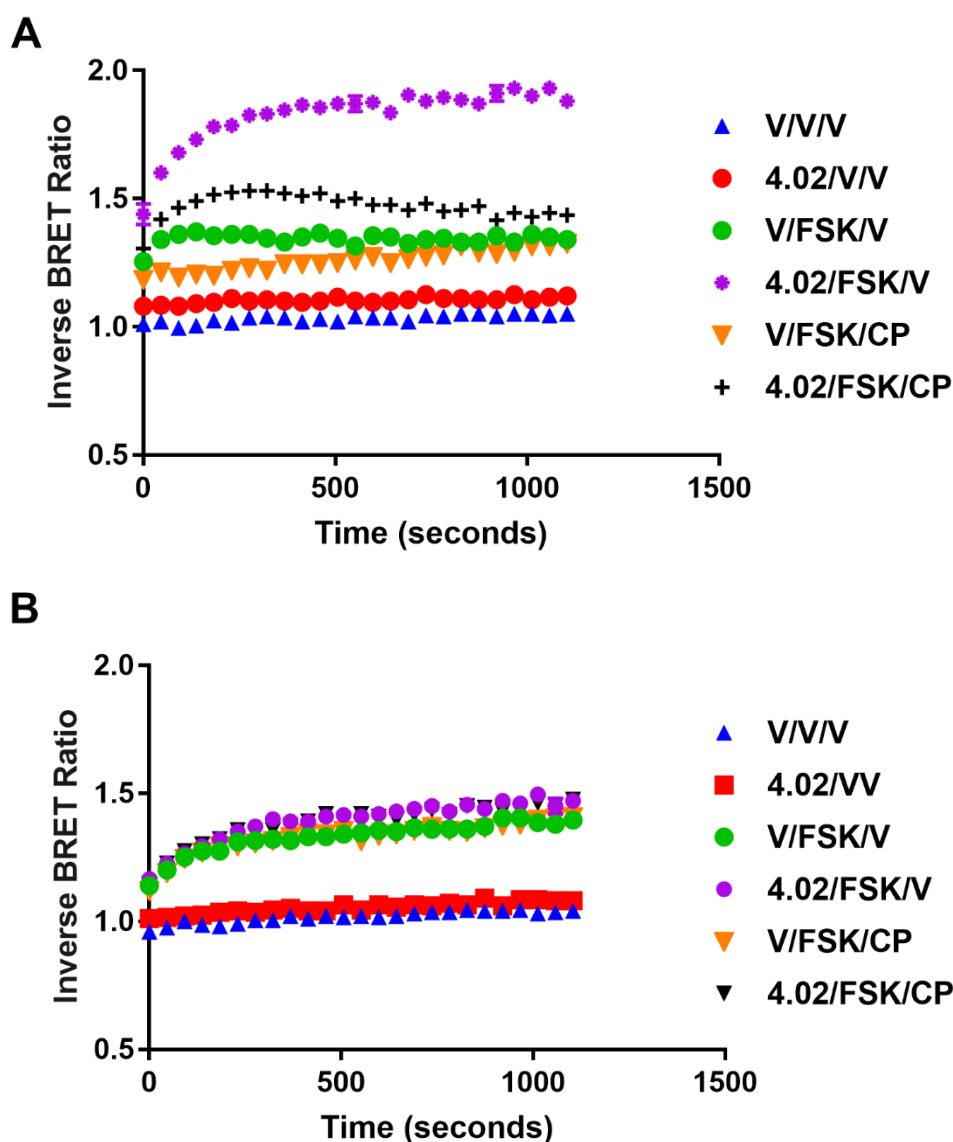 A
Inverse BRET Ratio
2.0
1.5
1.0
0.5
0
500
1000
1500
Time (seconds)
V/V/V
4.02/V/V
V/FSK/V
4.02/FSK/V
V/FSK/CP
4.02/FSK/CP
B
Inverse BRET Ratio
2.0
1.5
1.0
0.5
0
500
1000
1500
Time (seconds)
V/V/V
4.02/VV
V/FSK/V
4.02/FSK/V
V/FSK/CP
4.02/FSK/CP